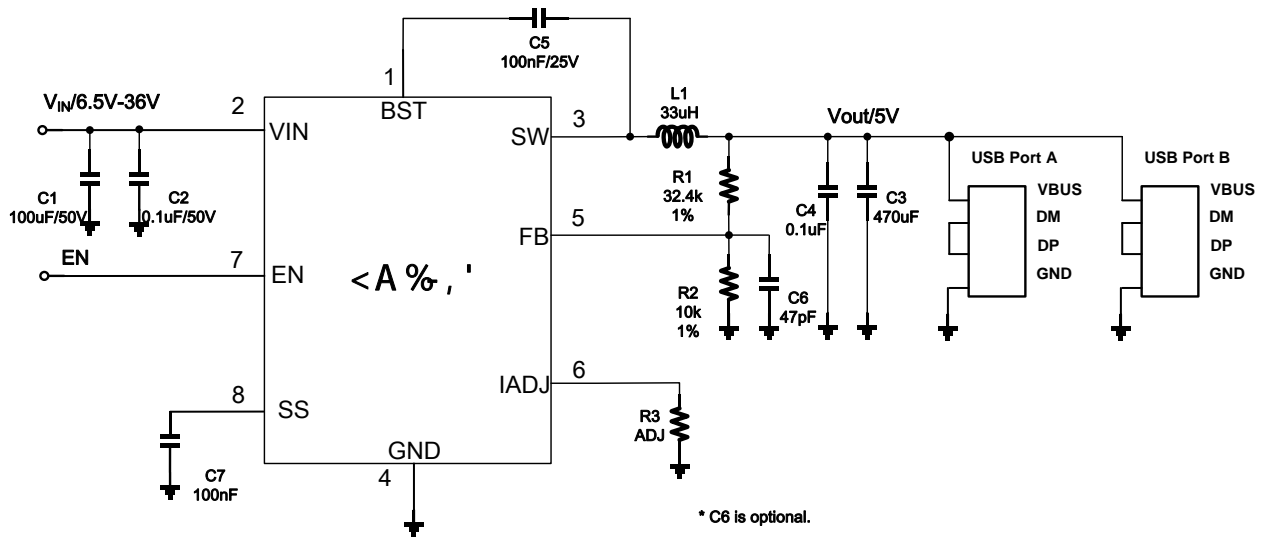 C5
100nF/25V
1
BST
VIN/6.5V-36V
2
VIN
C1
100uF/50V
C2
0.1uF/50V
EN
7
EN
8
SS
C7
100nF
GND
4
<A %-, '
SW
3
L1
33uH
Vout/5V
R1
32.4k
1%
5
FB
R2
10k
1%
C6
47pF
C4
0.1uF
C3
470uF
IADJ
6
R3
ADJ
USB Port A
VBUS
DM
DP
GND
USB Port B
VBUS
DM
DP
GND
* C6 is optional.